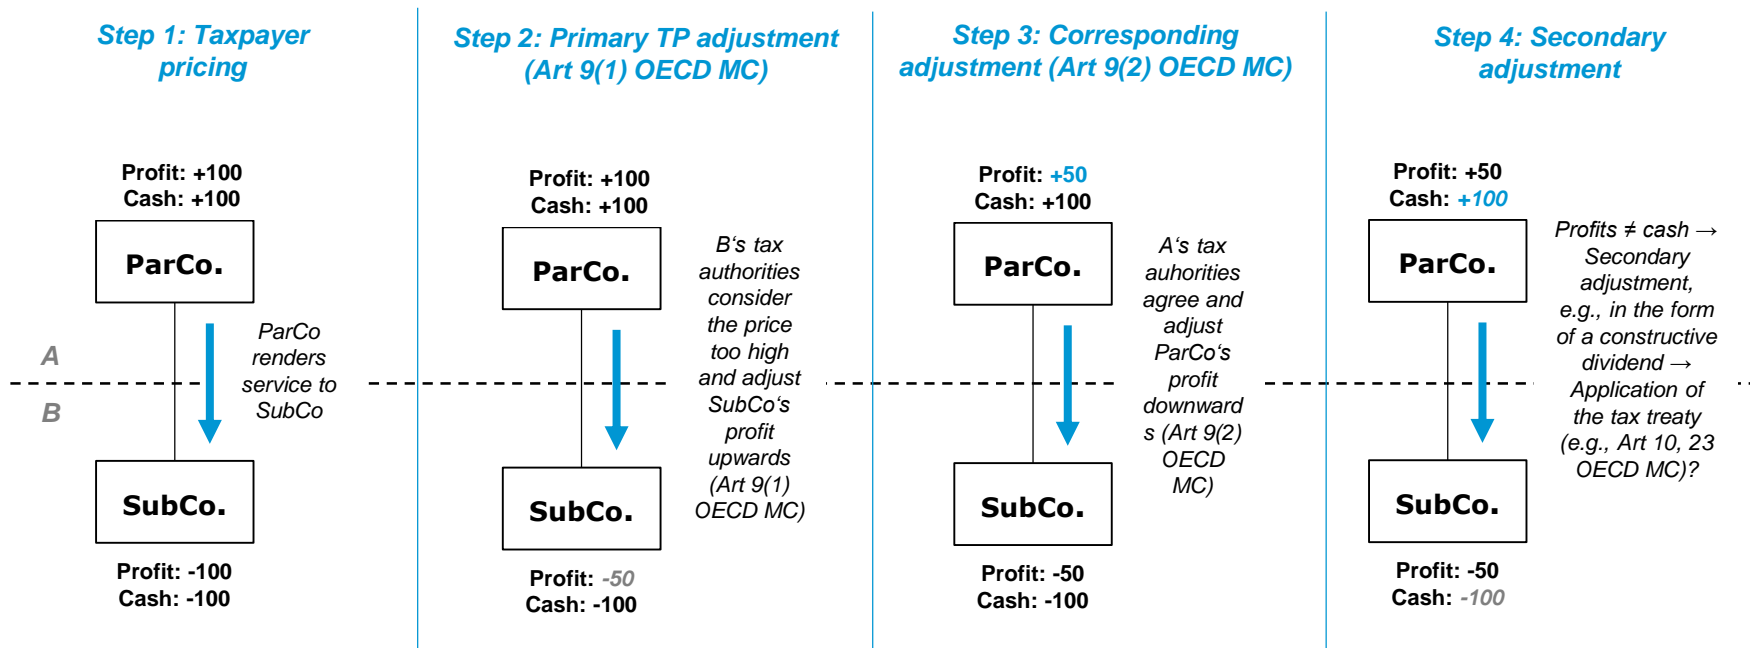 Step 1: Taxpayer
pricing
Profit: +100
Cash: +100
ParCo.
ParCo
renders
service to
SubCo
A
B
SubCo.
Profit: -100
Cash: -100
Step 2: Primary TP adjustment
(Art 9(1) OECD MC)
Profit: +100
Cash: +100
ParCo.
B‘s tax
authorities
consider
the price
too high
and adjust
SubCo‘s
profit
upwards
(Art 9(1)
OECD MC)
SubCo.
Profit: -50
Cash: -100
Step 3: Corresponding
adjustment (Art 9(2) OECD MC)
Profit: +50
Cash: +100
ParCo.
A‘s tax
auhorities
agree and
adjust
ParCo‘s
profit
downward
s (Art 9(2)
OECD
MC)
SubCo.
Profit: -50
Cash: -100
Step 4: Secondary
adjustment
Profit: +50
Cash: +100
ParCo.
Profits ≠ cash →
Secondary
adjustment,
e.g., in the form
of a constructive
dividend →
Application of
the tax treaty
(e.g., Art 10, 23
OECD MC)?
SubCo.
Profit: -50
Cash: -100